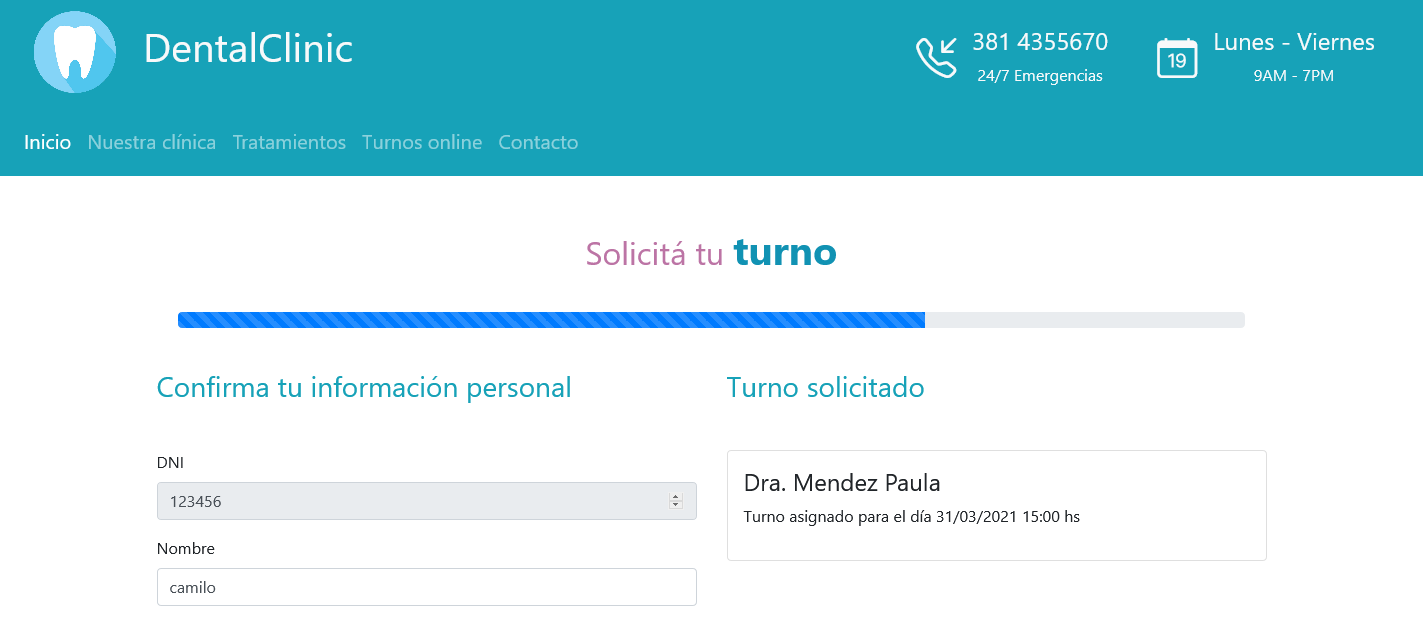 DentalClinic
381 4355670
24/7 Emergencias
19
Lunes - Viernes
9AM - 7PM
Inicio Nuestra clínica Tratamientos Turnos online Contacto
Solicitá tu turno
Confirma tu información personal
DNI
123456
Nombre
camilo
Turno solicitado
Dra. Mendez Paula
Turno asignado para el día 31/03/2021 15:00 hs